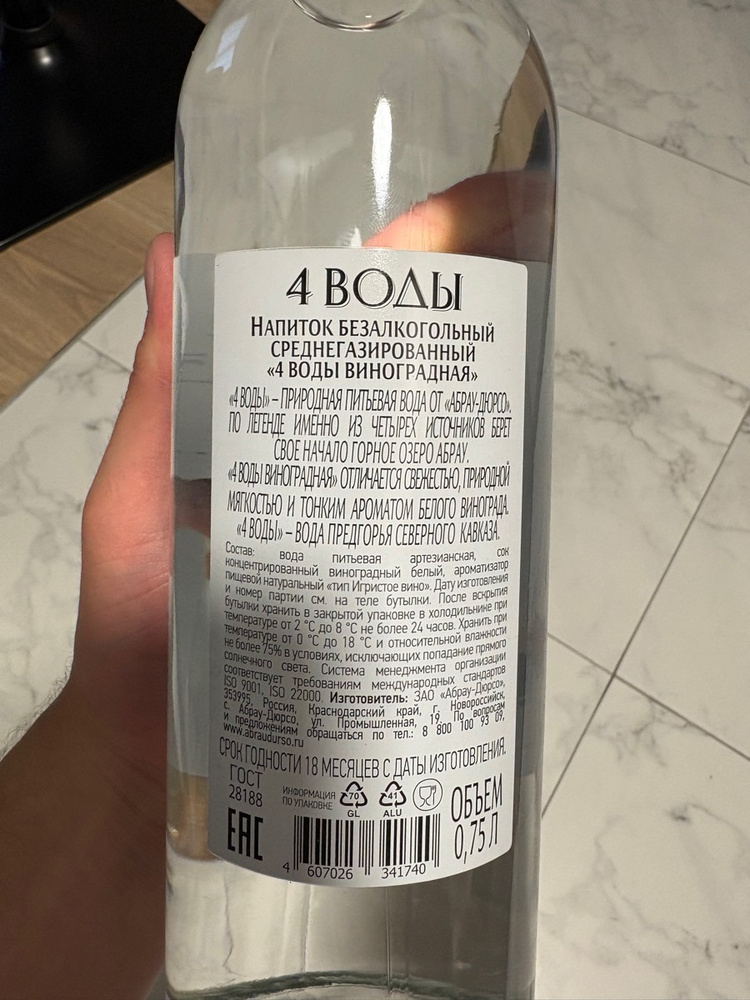 4 ВОДЫ
НАПИТОК БЕЗАЛКОГОЛЬНЫЙ
СРЕДНЕГАЗИРОВАННЫЙ
«4 ВОДЫ ВИНОГРАДНАЯ»
«4 ВОДЫ» – ПРИРОДНАЯ ПИТЬЕВАЯ ВОДА ОТ «АБРАУ-ДЮРСО».
ПО ЛЕГЕНДЕ ИМЕННО ИЗ ЧЕТЫРЕХ ИСТОЧНИКОВ БЕРЕТ
СВОЕ НАЧАЛО ГОРНОЕ ОЗЕРО АБРАУ.
«4 ВОДЫ ВИНОГРАДНАЯ» ОТЛИЧАЕТСЯ СВЕЖЕСТЬЮ, ПРИРОДНОЙ
МЯГКОСТЬЮ И ТОНКИМ АРОМАТОМ БЕЛОГО ВИНОГРАДА.
«4 ВОДЫ» – ВОДА ПРЕДГОРЬЯ СЕВЕРНОГО КАВКАЗА.
Состав: вода питьевая артезианская, сок
концентрированный виноградный белый, ароматизатор
пищевой натуральный «тип Игристое вино». Дату изготовления
и номер партии см. на теле бутылки. После вскрытия
бутылки хранить в закрытой упаковке в холодильнике при
температуре от 2 °С до 8 °С не более 24 часов. Хранить при
температуре от 0 °С до 18 °С и относительной влажности
не более 75% в условиях, исключающих попадание прямого
солнечного света. Система менеджмента организации
соответствует требованиям международных стандартов
ISO 9001, ISO 22000. Изготовитель: ЗАО «Абрау-Дюрсо»,
353995, Россия, Краснодарский край, г. Новороссийск,
с. Абрау-Дюрсо, ул. Промышленная, 19. По вопросам
и предложениям обращаться по тел.: 8 800 100 93 09,
www.abraudurso.ru
СРОК ГОДНОСТИ 18 МЕСЯЦЕВ С ДАТЫ ИЗГОТОВЛЕНИЯ.
ГОСТ
28188
ИНФОРМАЦИЯ
ПО УПАКОВКЕ
70
GL
41
ALU
ОБЪЕМ
0,75 Л
EAC
4 607026 341740